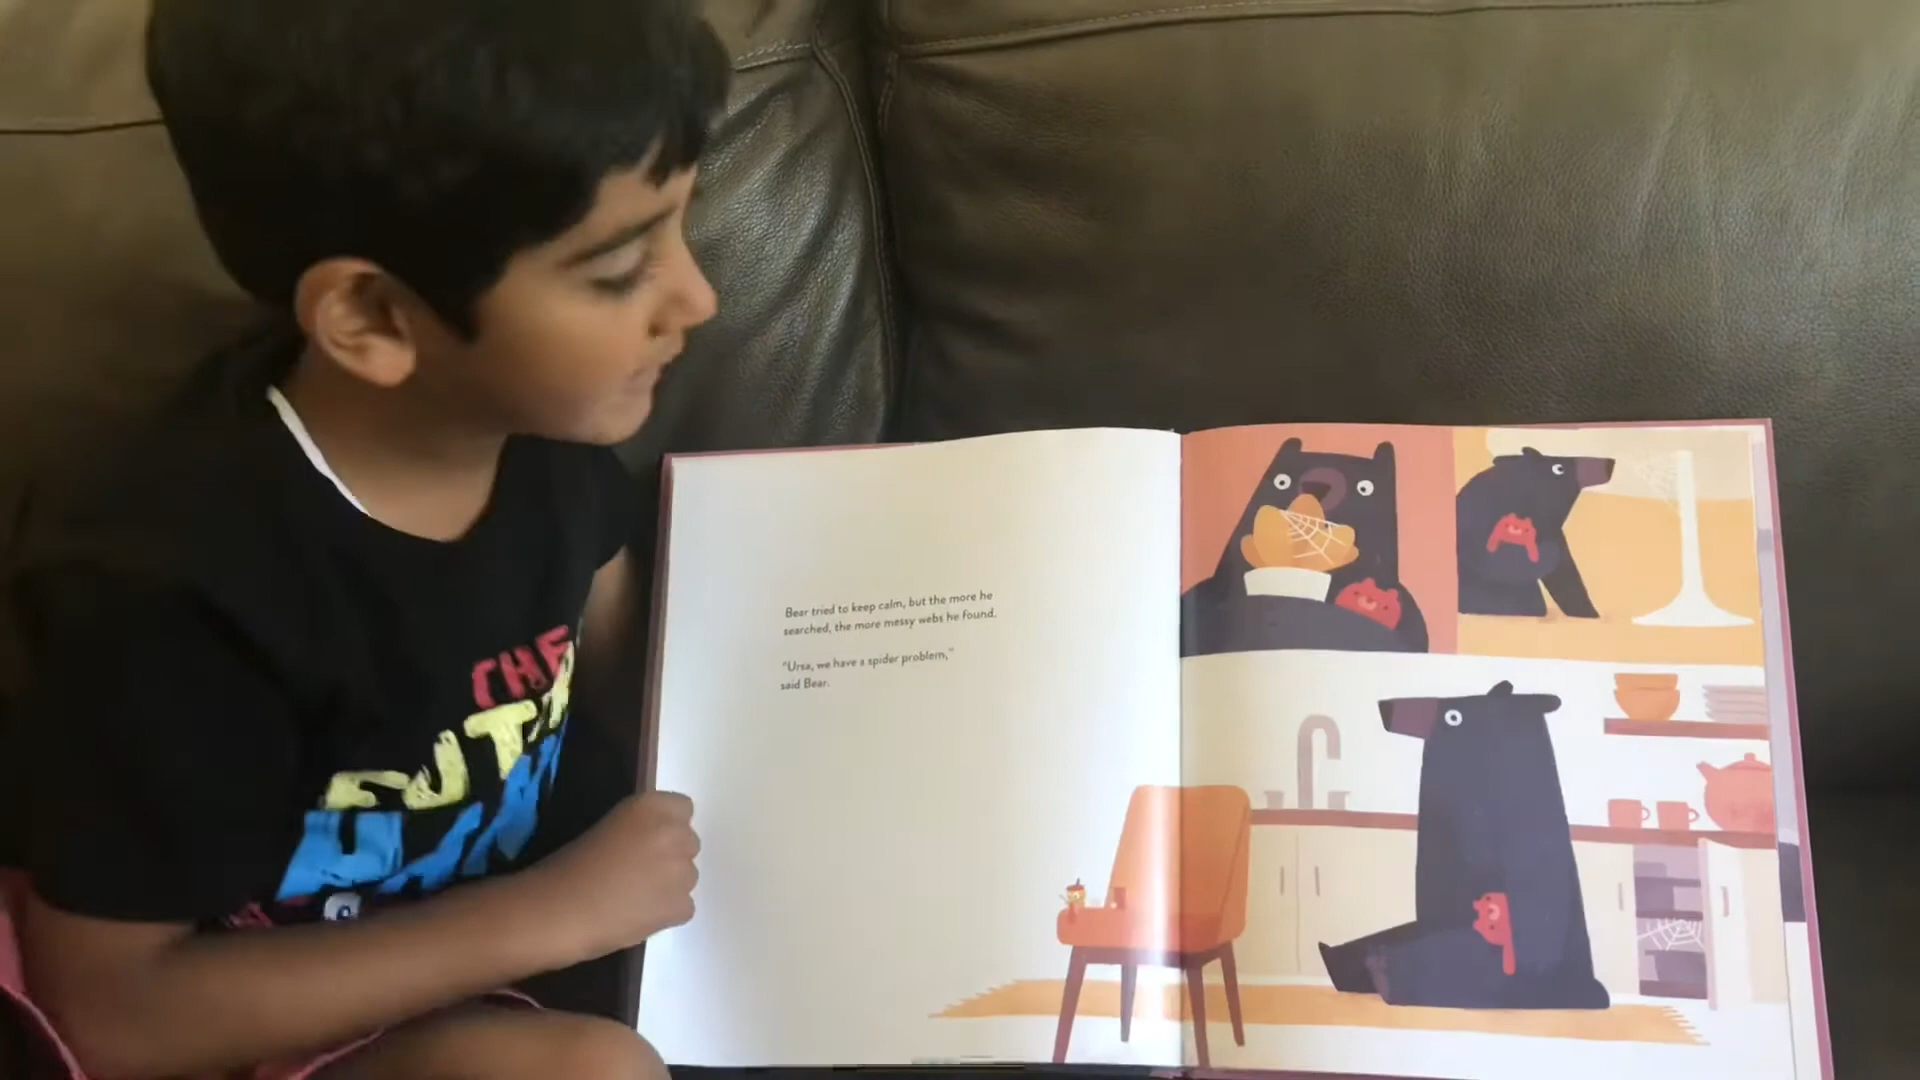 Bear tried to keep calm, but the more he
searched, the more messy webs he found.
"Ursa, we have a spider problem,"
said Bear.